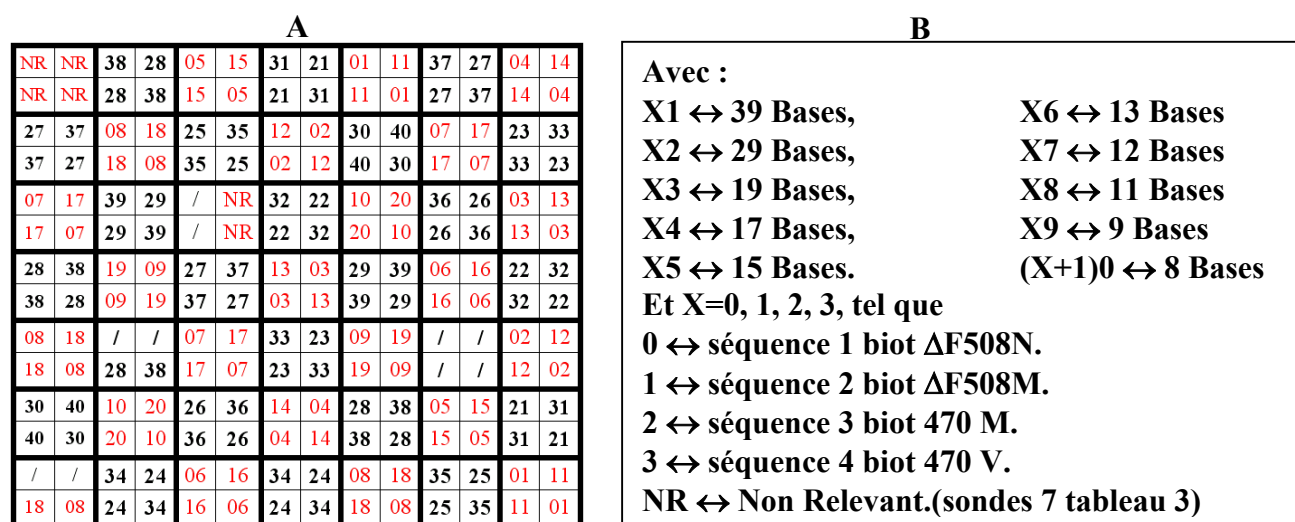 A
NR NR 38 28 05 15 31 21 01 11 37 27 04 14
NR NR 28 38 15 05 21 31 11 01 27 37 14 04
27 37 08 18 25 35 12 02 30 40 07 17 23 33
37 27 18 08 35 25 02 12 40 30 17 07 33 23
07 17 39 29 / NR 32 22 10 20 36 26 03 13
17 07 29 39 / NR 22 32 20 10 26 36 13 03
28 38 19 09 27 37 13 03 29 39 06 16 22 32
38 28 09 19 37 27 03 13 39 29 16 06 32 22
08 18 / / 07 17 33 23 09 19 / / 02 12
18 08 28 38 17 07 23 33 19 09 / / 12 02
30 40 10 20 26 36 14 04 28 38 05 15 21 31
40 30 20 10 36 26 04 14 38 28 15 05 31 21
/ / 34 24 06 16 34 24 08 18 35 25 01 11
18 08 24 34 16 06 24 34 18 08 25 35 11 01
B
Avec :
X1 ↔ 39 Bases, X6 ↔ 13 Bases
X2 ↔ 29 Bases, X7 ↔ 12 Bases
X3 ↔ 19 Bases, X8 ↔ 11 Bases
X4 ↔ 17 Bases, X9 ↔ 9 Bases
X5 ↔ 15 Bases. (X+1)0 ↔ 8 Bases
Et X=0, 1, 2, 3, tel que
0 ↔ séquence 1 biot ΔF508N.
1 ↔ séquence 2 biot ΔF508M.
2 ↔ séquence 3 biot 470 M.
3 ↔ séquence 4 biot 470 V.
NR ↔ Non Relevant.(sondes 7 tableau 3)